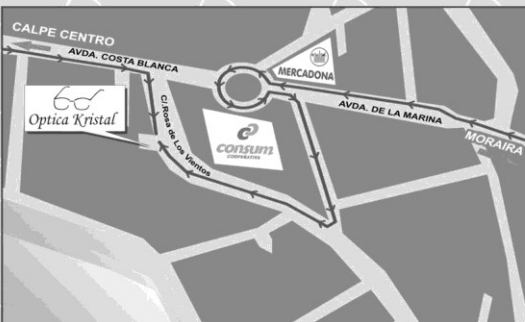 CALPE CENTRO
AVDA. COSTA BLANCA
MERCADONA
Optica Kristal
C/.Rosa de Los Vientos
consum
COOPERATIVA
AVDA. DE LA MARINA
MORAIRA